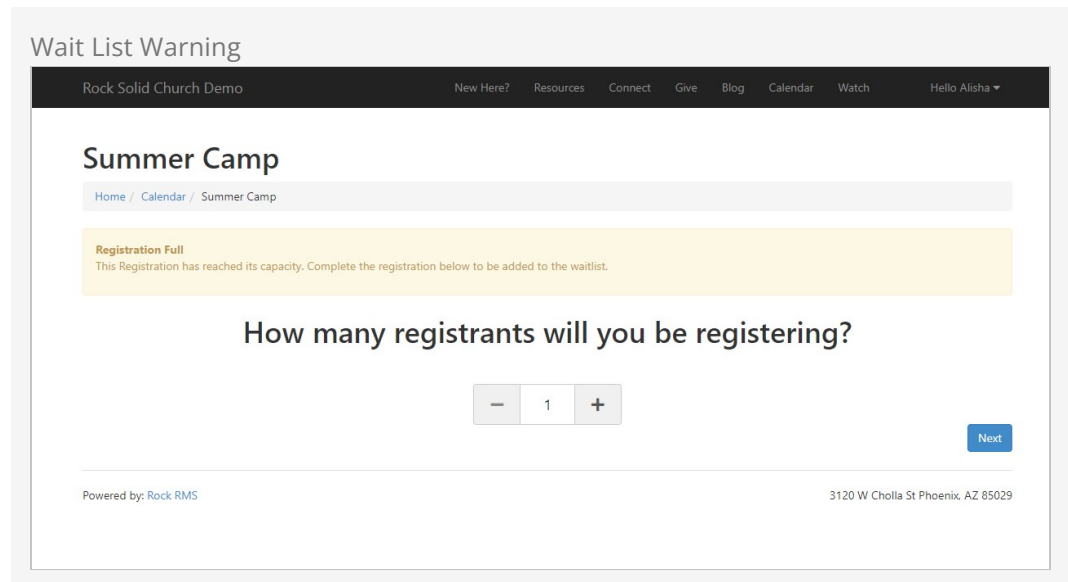 Wait List Warning
Rock Solid Church Demo New Here? Resources Connect Give Blog Calendar Watch Hello Alisha
Summer Camp
Home / Calendar / Summer Camp
Registration Full
This Registration has reached its capacity. Complete the registration below to be added to the waitlist.
How many registrants will you be registering?
− 1 +
Next
Powered by: Rock RMS 3120 W Cholla St Phoenix, AZ 85029